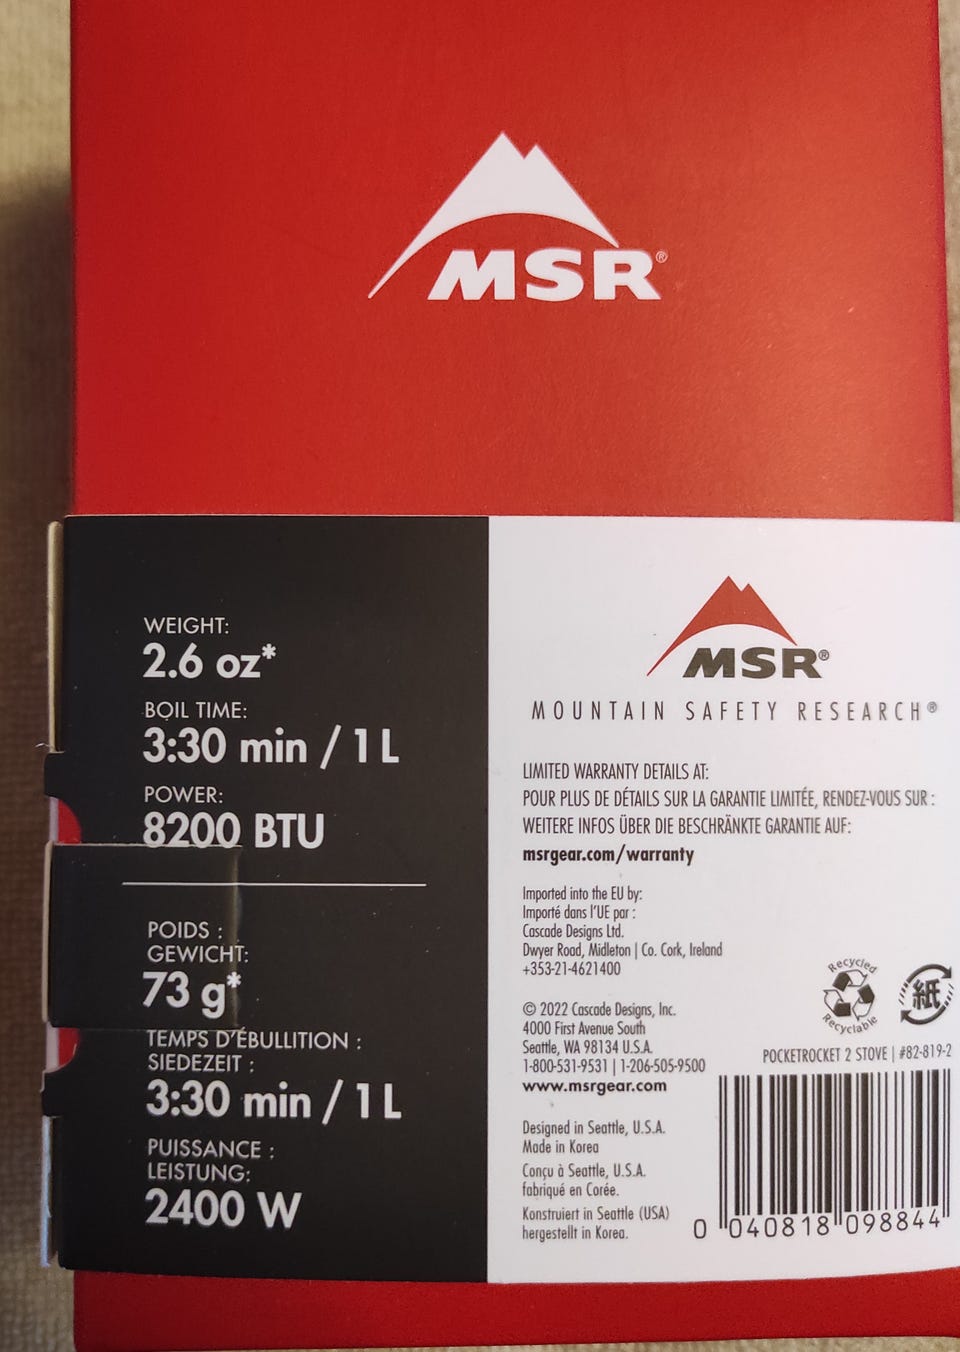 MSR®
WEIGHT:
2.6 oz*
BOIL TIME:
3:30 min / 1 L
POWER:
8200 BTU
POIDS :
GEWICHT:
73 g*
TEMPS D'ÉBULLITION :
SIEDEZEIT :
3:30 min / 1 L
PUISSANCE :
LEISTUNG:
2400 W
MSR®
MOUNTAIN SAFETY RESEARCH®
LIMITED WARRANTY DETAILS AT:
POUR PLUS DE DÉTAILS SUR LA GARANTIE LIMITÉE, RENDEZ-VOUS SUR :
WEITERE INFOS ÜBER DIE BESCHRÄNKTE GARANTIE AUF:
msrgear.com/warranty
Imported into the EU by:
Importé dans l'UE par :
Cascade Designs Ltd.
Dwyer Road, Midleton | Co. Cork, Ireland
+353-21-4621400
© 2022 Cascade Designs, Inc.
4000 First Avenue South
Seattle, WA 98134 U.S.A.
1-800-531-9531 | 1-206-505-9500
www.msrgear.com
Designed in Seattle, U.S.A.
Made in Korea
Conçu à Seattle, U.S.A.
fabriqué en Corée.
Konstruiert in Seattle (USA)
hergestellt in Korea.
Recycled
Recyclable
紙
POCKETROCKET 2 STOVE | #82-819-2
0 040818 098844